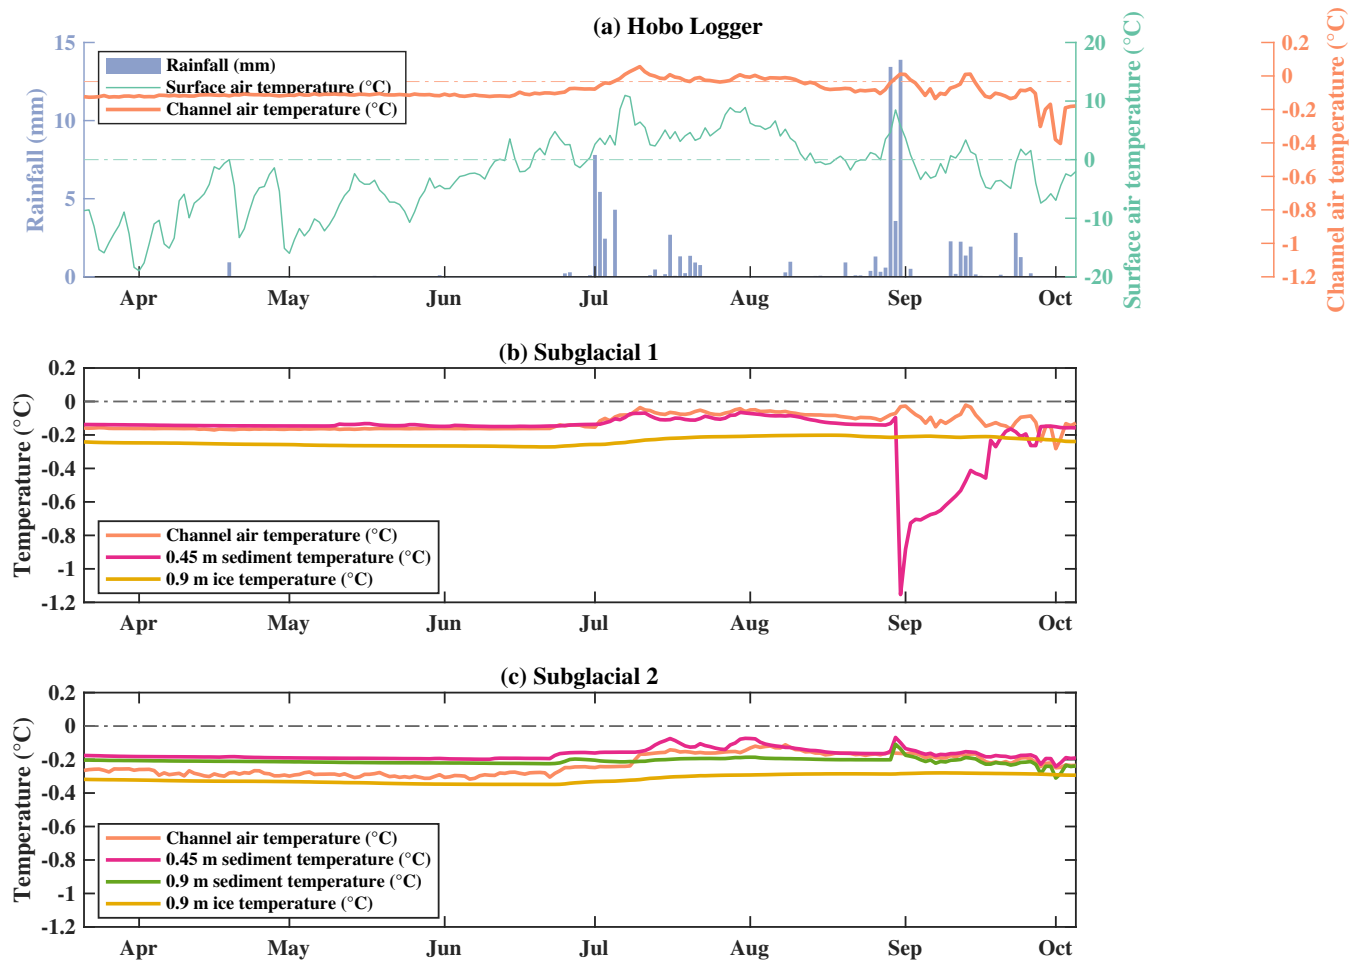 (a) Hobo Logger
15
10
5
0
Rainfall (mm)
Rainfall (mm)
Surface air temperature (°C)
Channel air temperature (°C)
20
10
0
-10
-20
Surface air temperature (°C)
0.2
0
-0.2
-0.4
-0.6
-0.8
-1
-1.2
Channel air temperature (°C)
Apr May Jun Jul Aug Sep Oct
(b) Subglacial 1
0.2
0
-0.2
-0.4
-0.6
-0.8
-1
-1.2
Temperature (°C)
Channel air temperature (°C)
0.45 m sediment temperature (°C)
0.9 m ice temperature (°C)
Apr May Jun Jul Aug Sep Oct
(c) Subglacial 2
0.2
0
-0.2
-0.4
-0.6
-0.8
-1
-1.2
Temperature (°C)
Channel air temperature (°C)
0.45 m sediment temperature (°C)
0.9 m sediment temperature (°C)
0.9 m ice temperature (°C)
Apr May Jun Jul Aug Sep Oct